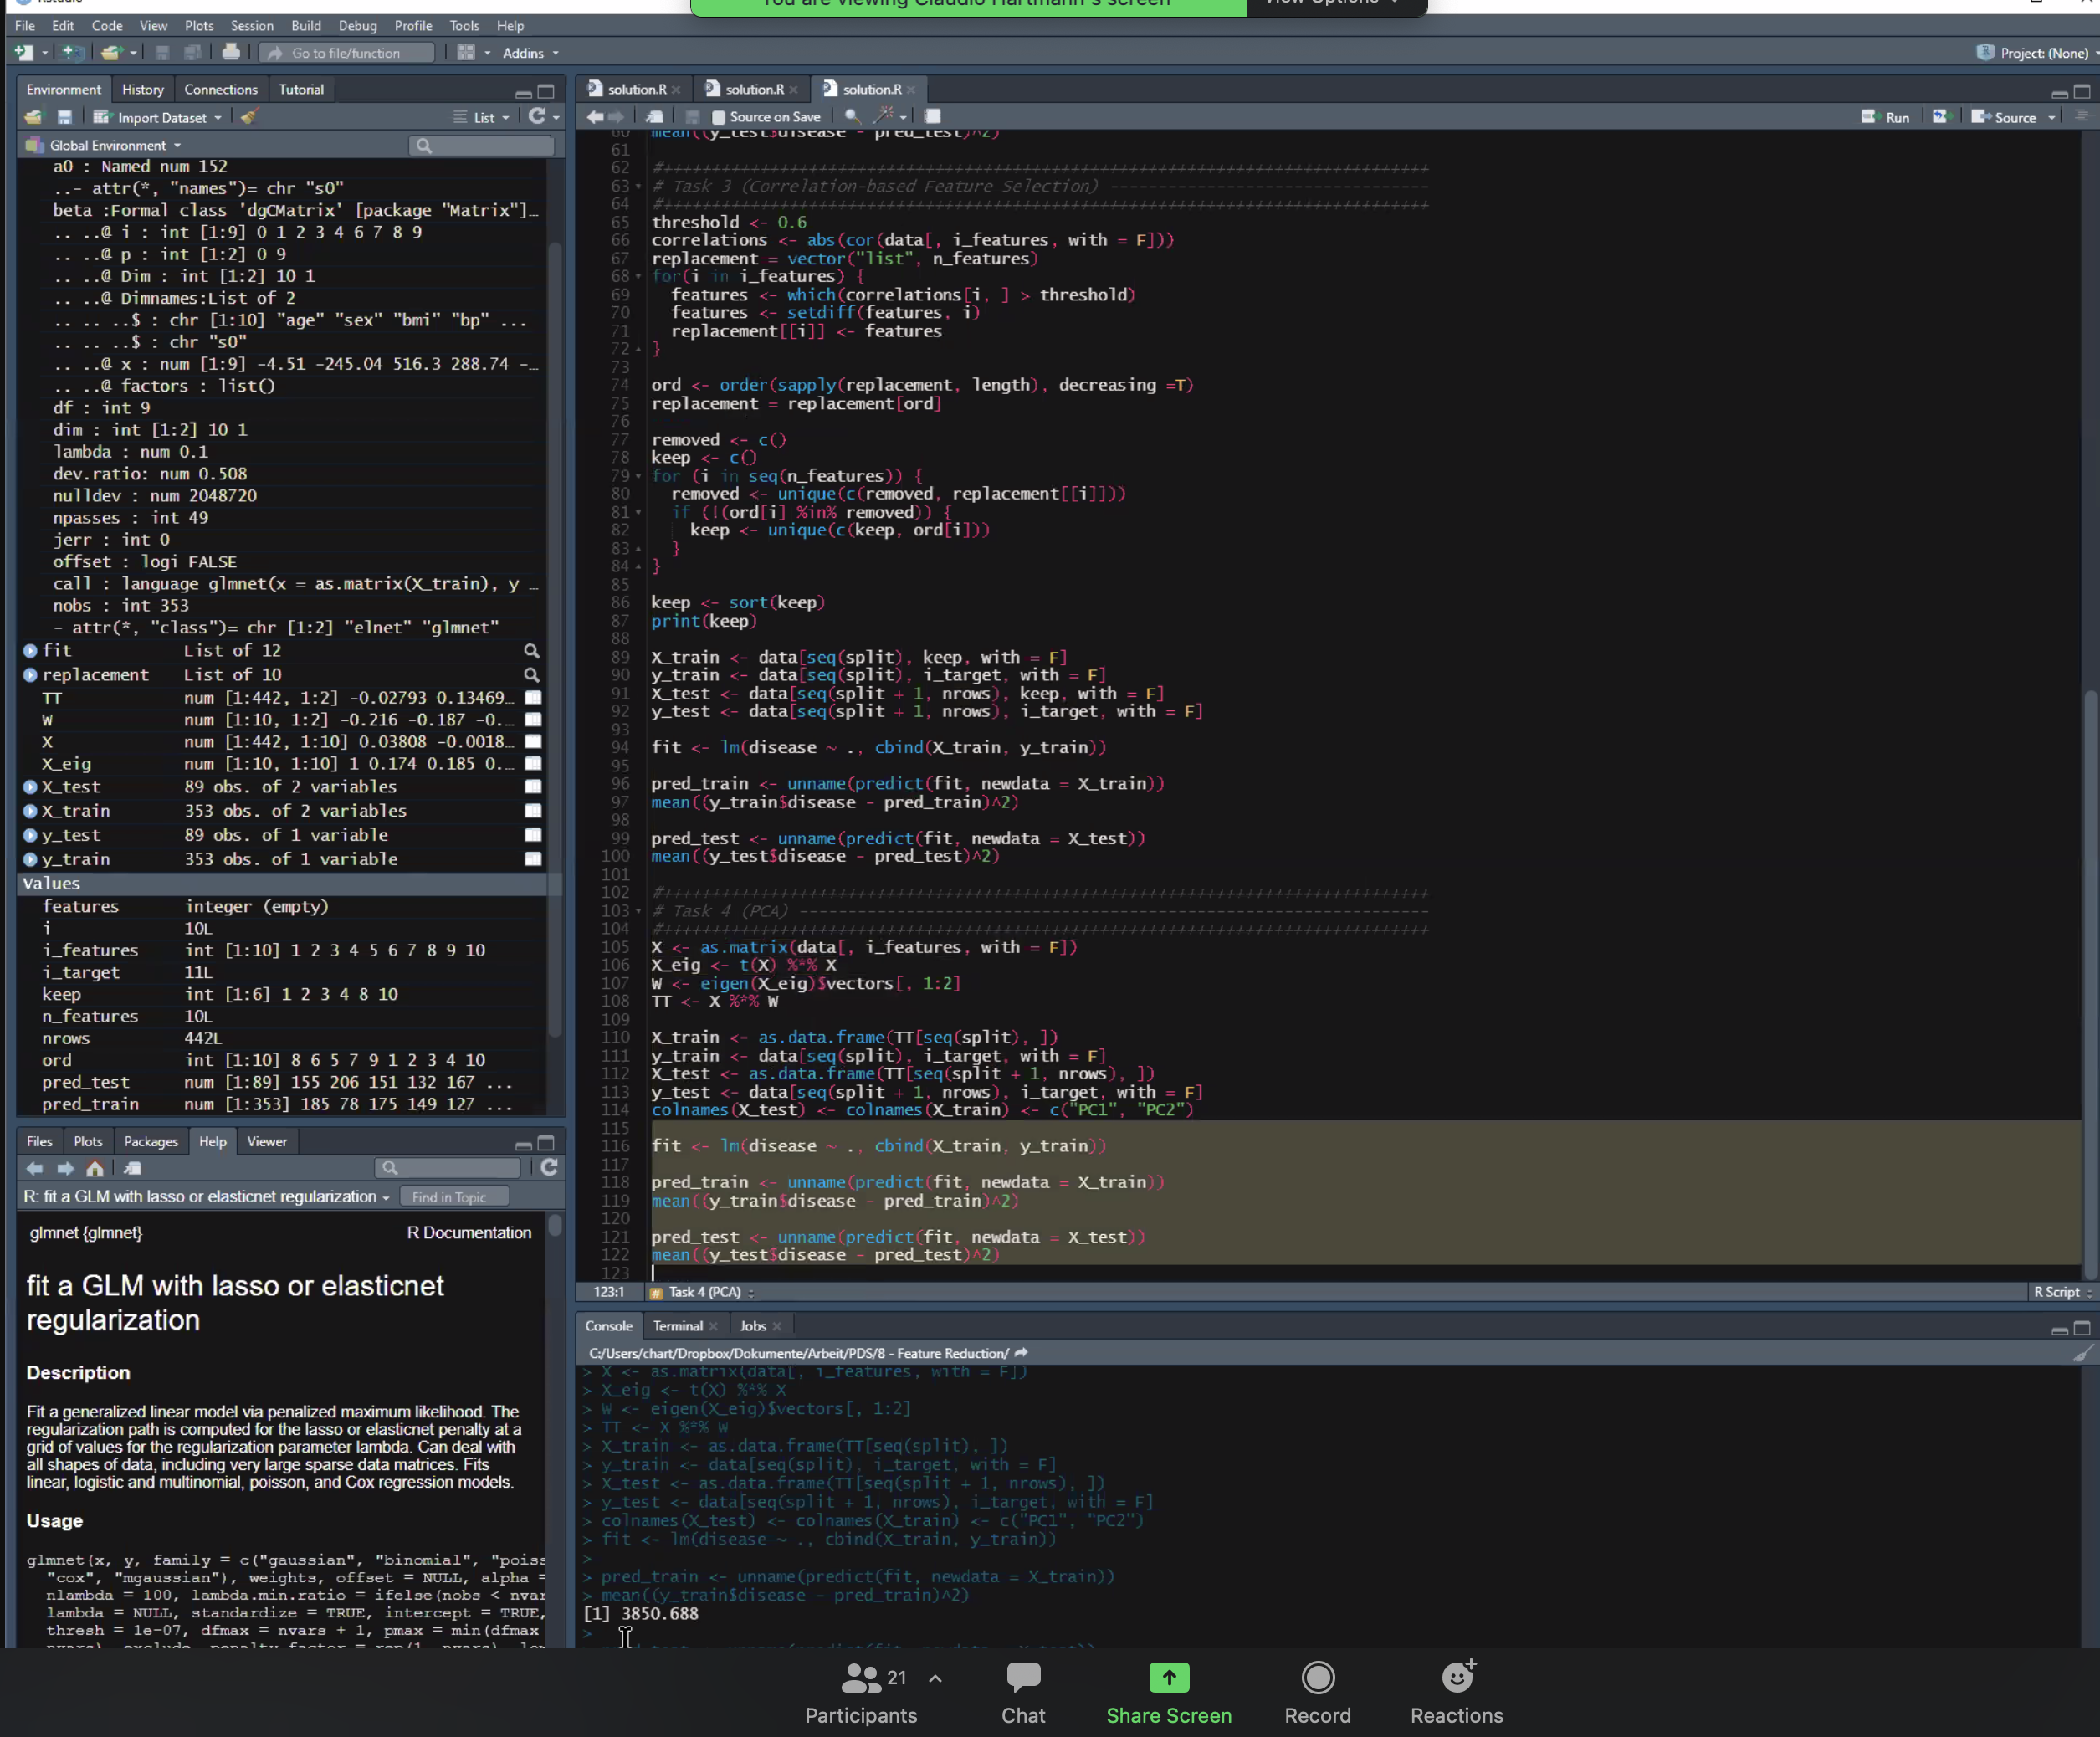 You are viewing Claudio Hartmann's screen
View Options
RStudio
File Edit Code View Plots Session Build Debug Profile Tools Help
Go to file/function
Addins
Project: (None)
Environment History Connections Tutorial
Import Dataset
List
Global Environment
a0 : Named num 152
..- attr(*, "names")= chr "s0"
beta :Formal class 'dgCMatrix' [package "Matrix"]…
.. ..@ i : int [1:9] 0 1 2 3 4 6 7 8 9
.. ..@ p : int [1:2] 0 9
.. ..@ Dim : int [1:2] 10 1
.. ..@ Dimnames:List of 2
.. .. ..$ : chr [1:10] "age" "sex" "bmi" "bp" ...
.. .. ..$ : chr "s0"
.. ..@ x : num [1:9] -4.51 -245.04 516.3 288.74 -…
.. ..@ factors : list()
df : int 9
dim : int [1:2] 10 1
lambda : num 0.1
dev.ratio: num 0.508
nulldev : num 2048720
npasses : int 49
jerr : int 0
offset : logi FALSE
call : language glmnet(x = as.matrix(X_train), y …
nobs : int 353
- attr(*, "class")= chr [1:2] "elnet" "glmnet"
fit List of 12
replacement List of 10
TT num [1:442, 1:2] -0.02793 0.13469…
W num [1:10, 1:2] -0.216 -0.187 -0.…
X num [1:442, 1:10] 0.03808 -0.0018…
X_eig num [1:10, 1:10] 1 0.174 0.185 0.…
X_test 89 obs. of 2 variables
X_train 353 obs. of 2 variables
y_test 89 obs. of 1 variable
y_train 353 obs. of 1 variable
Values
features integer (empty)
i 10L
i_features int [1:10] 1 2 3 4 5 6 7 8 9 10
i_target 11L
keep int [1:6] 1 2 3 4 8 10
n_features 10L
nrows 442L
ord int [1:10] 8 6 5 7 9 1 2 3 4 10
pred_test num [1:89] 155 206 151 132 167 ...
pred_train num [1:353] 185 78 175 149 127 ...
Files Plots Packages Help Viewer
R: fit a GLM with lasso or elasticnet regularization
Find in Topic
glmnet {glmnet} R Documentation
fit a GLM with lasso or elasticnet
regularization
Description
Fit a generalized linear model via penalized maximum likelihood. The
regularization path is computed for the lasso or elasticnet penalty at a
grid of values for the regularization parameter lambda. Can deal with
all shapes of data, including very large sparse data matrices. Fits
linear, logistic and multinomial, poisson, and Cox regression models.
Usage
glmnet(x, y, family = c("gaussian", "binomial", "poiss
"cox", "mgaussian"), weights, offset = NULL, alpha =
nlambda = 100, lambda.min.ratio = ifelse(nobs < nvar
lambda = NULL, standardize = TRUE, intercept = TRUE,
thresh = 1e-07, dfmax = nvars + 1, pmax = min(dfmax
solution.R solution.R solution.R
Source on Save
Run
Source
60 mean((y_test$disease - pred_test)^2)
61
62 #++++++++++++++++++++++++++++++++++++++++++++++++++++++++++++++++++++++++++++++
63 # Task 3 (Correlation-based Feature Selection) ---------------------------------
64 #++++++++++++++++++++++++++++++++++++++++++++++++++++++++++++++++++++++++++++++
65 threshold <- 0.6
66 correlations <- abs(cor(data[, i_features, with = F]))
67 replacement = vector("list", n_features)
68 for(i in i_features) {
69 features <- which(correlations[i, ] > threshold)
70 features <- setdiff(features, i)
71 replacement[[i]] <- features
72 }
73
74 ord <- order(sapply(replacement, length), decreasing =T)
75 replacement = replacement[ord]
76
77 removed <- c()
78 keep <- c()
79 for (i in seq(n_features)) {
80 removed <- unique(c(removed, replacement[[i]]))
81 if (!(ord[i] %in% removed)) {
82 keep <- unique(c(keep, ord[i]))
83 }
84 }
85
86 keep <- sort(keep)
87 print(keep)
88
89 X_train <- data[seq(split), keep, with = F]
90 y_train <- data[seq(split), i_target, with = F]
91 X_test <- data[seq(split + 1, nrows), keep, with = F]
92 y_test <- data[seq(split + 1, nrows), i_target, with = F]
93
94 fit <- lm(disease ~ ., cbind(X_train, y_train))
95
96 pred_train <- unname(predict(fit, newdata = X_train))
97 mean((y_train$disease - pred_train)^2)
98
99 pred_test <- unname(predict(fit, newdata = X_test))
100 mean((y_test$disease - pred_test)^2)
101
102 #++++++++++++++++++++++++++++++++++++++++++++++++++++++++++++++++++++++++++++++
103 # Task 4 (PCA) -----------------------------------------------------------------
104 #++++++++++++++++++++++++++++++++++++++++++++++++++++++++++++++++++++++++++++++
105 X <- as.matrix(data[, i_features, with = F])
106 X_eig <- t(X) %*% X
107 W <- eigen(X_eig)$vectors[, 1:2]
108 TT <- X %*% W
109
110 X_train <- as.data.frame(TT[seq(split), ])
111 y_train <- data[seq(split), i_target, with = F]
112 X_test <- as.data.frame(TT[seq(split + 1, nrows), ])
113 y_test <- data[seq(split + 1, nrows), i_target, with = F]
114 colnames(X_test) <- colnames(X_train) <- c("PC1", "PC2")
115
116 fit <- lm(disease ~ ., cbind(X_train, y_train))
117
118 pred_train <- unname(predict(fit, newdata = X_train))
119 mean((y_train$disease - pred_train)^2)
120
121 pred_test <- unname(predict(fit, newdata = X_test))
122 mean((y_test$disease - pred_test)^2)
123
123:1 # Task 4 (PCA) R Script
Console Terminal Jobs
C:/Users/chart/Dropbox/Dokumente/Arbeit/PDS/8 - Feature Reduction/
> X <- as.matrix(data[, i_features, with = F])
> X_eig <- t(X) %*% X
> W <- eigen(X_eig)$vectors[, 1:2]
> TT <- X %*% W
> X_train <- as.data.frame(TT[seq(split), ])
> y_train <- data[seq(split), i_target, with = F]
> X_test <- as.data.frame(TT[seq(split + 1, nrows), ])
> y_test <- data[seq(split + 1, nrows), i_target, with = F]
> colnames(X_test) <- colnames(X_train) <- c("PC1", "PC2")
> fit <- lm(disease ~ ., cbind(X_train, y_train))
>
> pred_train <- unname(predict(fit, newdata = X_train))
> mean((y_train$disease - pred_train)^2)
[1] 3850.688
>
21
Participants Chat Share Screen Record Reactions